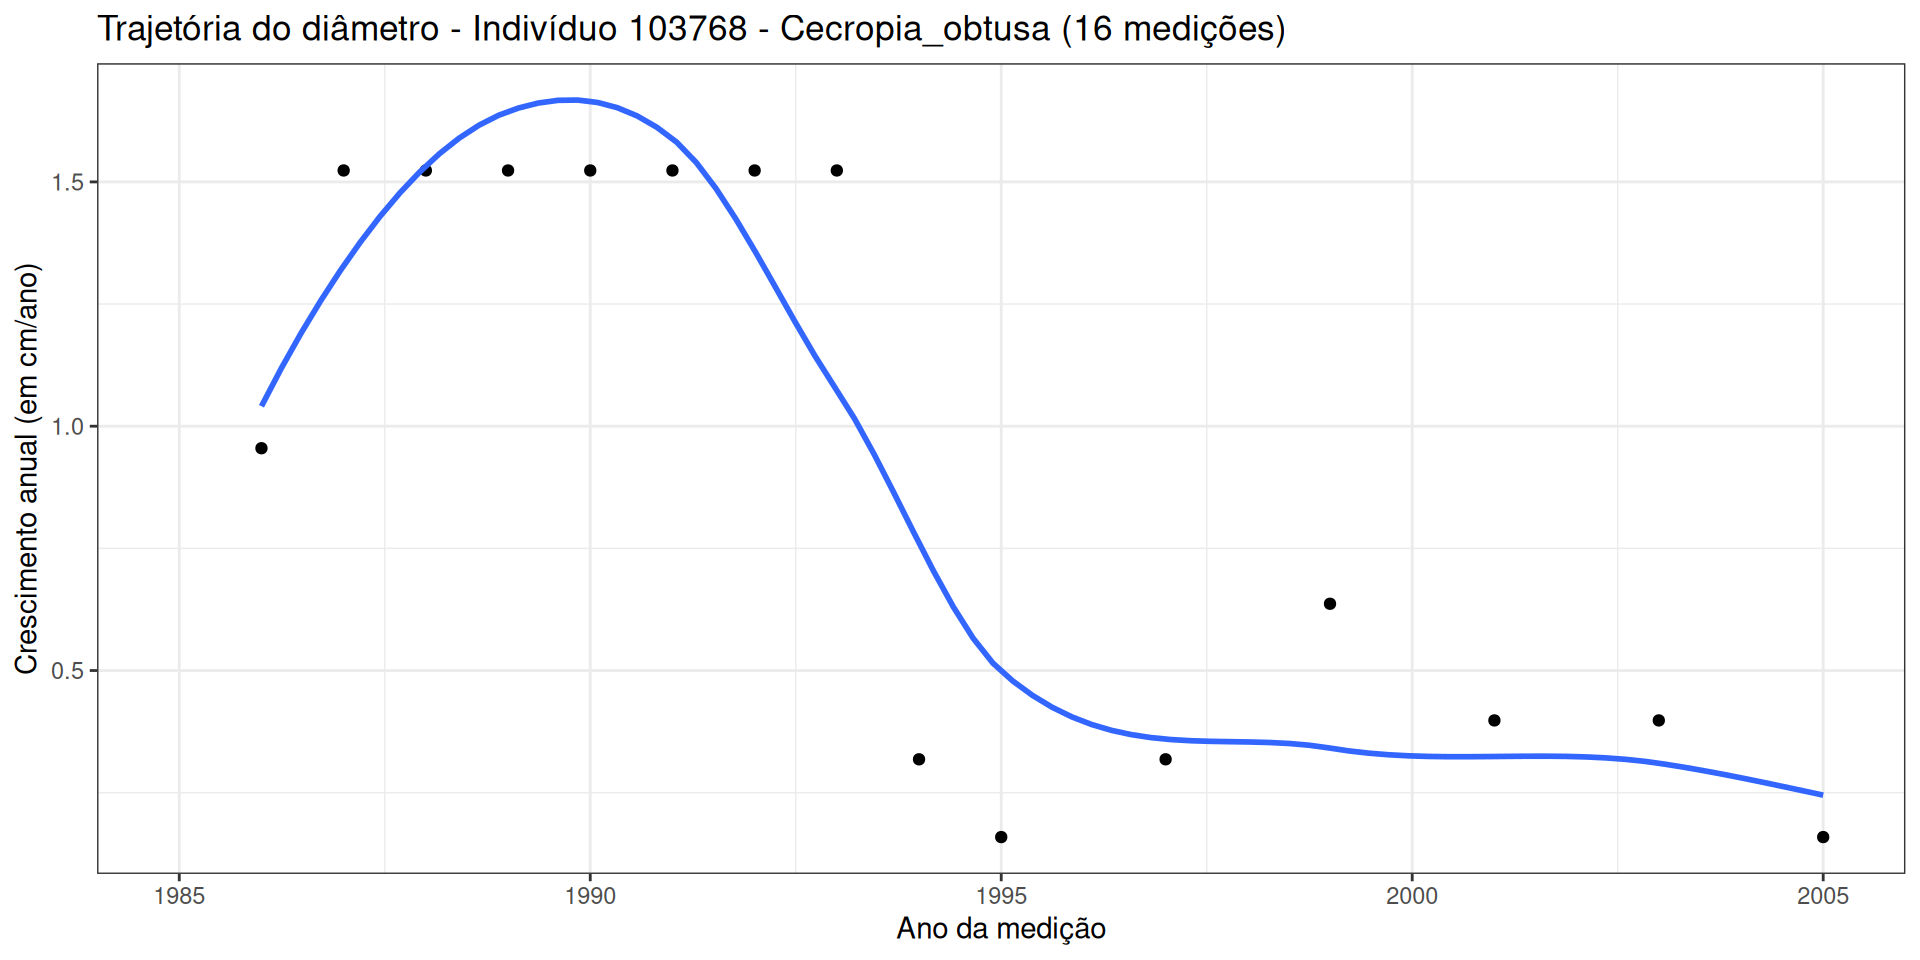 Trajetória do diâmetro - Indivíduo 103768 - Cecropia_obtusa (16 medições)
Crescimento anual (em cm/ano)
1.5
1.0
0.5
1985 1990 1995 2000 2005
Ano da medição